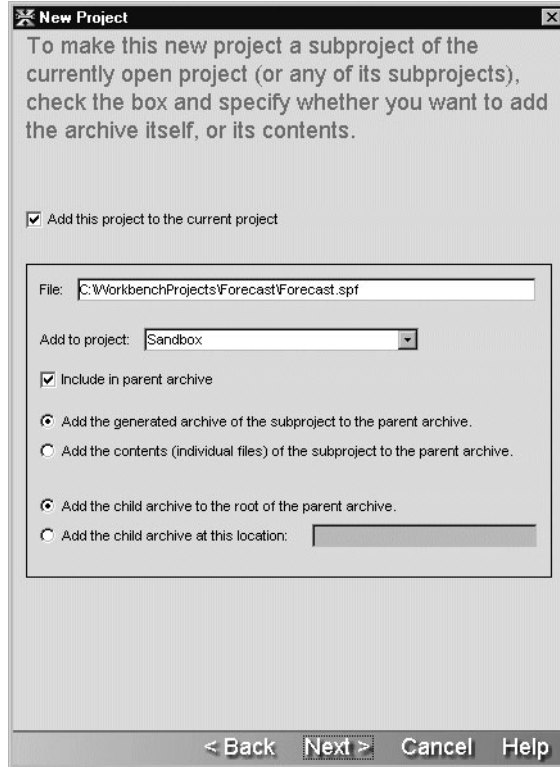 New Project
To make this new project a subproject of the
currently open project (or any of its subprojects),
check the box and specify whether you want to add
the archive itself, or its contents.
Add this project to the current project
File: C:\WorkbenchProjects\Forecast\Forecast.spf
Add to project: Sandbox
Include in parent archive
Add the generated archive of the subproject to the parent archive.
Add the contents (individual files) of the subproject to the parent archive.
Add the child archive to the root of the parent archive.
Add the child archive at this location:
< Back Next > Cancel Help